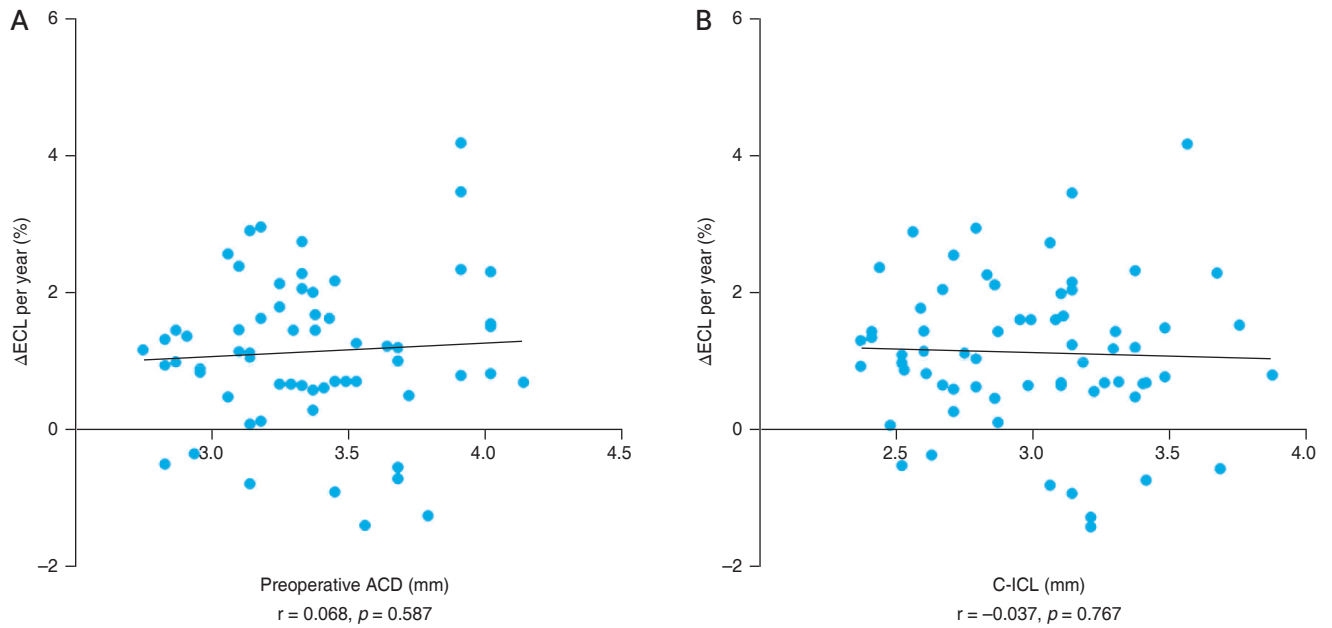 A
6
4
2
0
–2
ΔECL per year (%)
3.0
3.5
4.0
4.5
Preoperative ACD (mm)
r = 0.068, p = 0.587
B
6
4
2
0
–2
ΔECL per year (%)
2.5
3.0
3.5
4.0
C-ICL (mm)
r = –0.037, p = 0.767